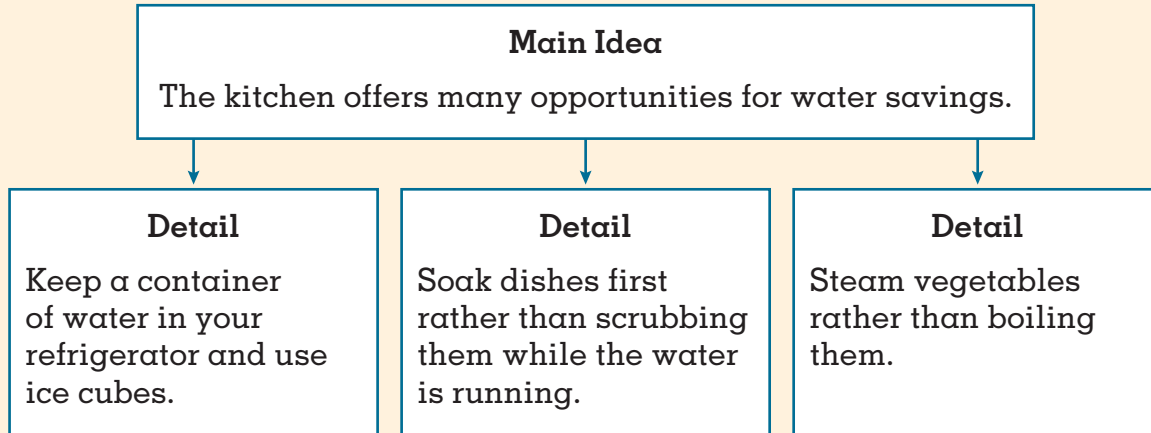 Main Idea
The kitchen offers many opportunities for water savings.
Detail
Keep a container
of water in your
refrigerator and use
ice cubes.
Detail
Soak dishes first
rather than scrubbing
them while the water
is running.
Detail
Steam vegetables
rather than boiling
them.